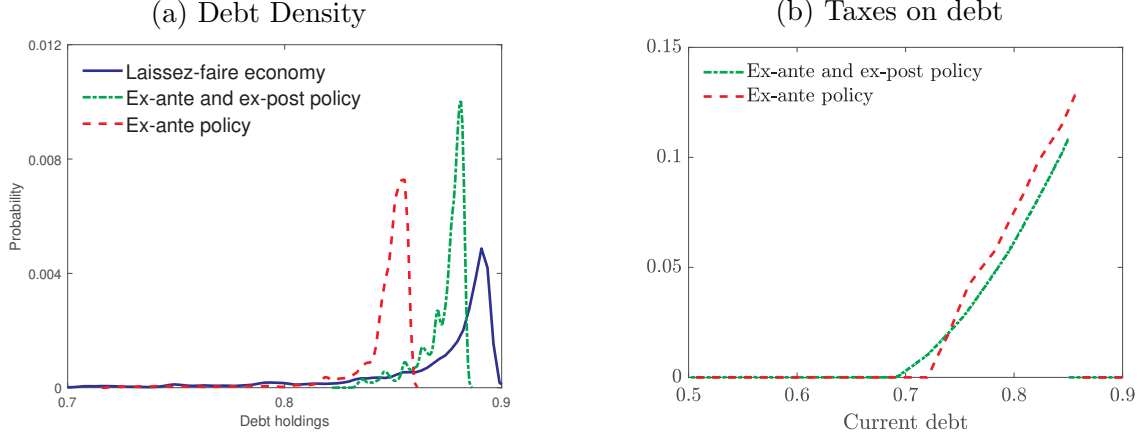 (a) Debt Density
0.012
0.008
0.004
0
Probability
Laissez-faire economy
Ex-ante and ex-post policy
Ex-ante policy
0.7
0.8
0.9
Debt holdings
(b) Taxes on debt
0.15
0.1
0.05
0
Ex-ante and ex-post policy
Ex-ante policy
0.5
0.6
0.7
0.8
0.9
Current debt